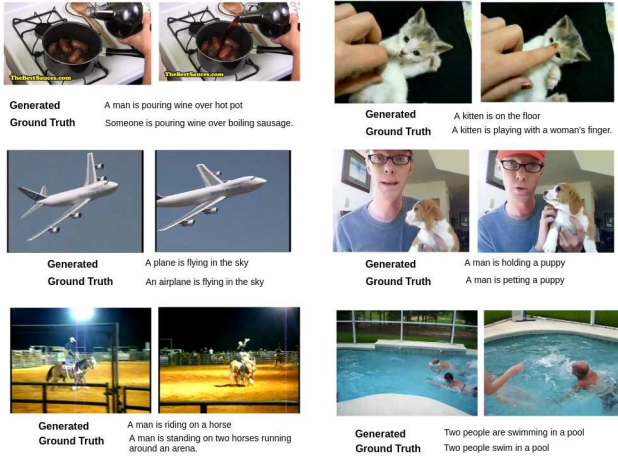 TheBestSauces.com
TheBestSauces.com
Generated A man is pouring wine over hot pot
Ground Truth Someone is pouring wine over boiling sausage.
Generated A kitten is on the floor
Ground Truth A kitten is playing with a woman's finger.
Generated A plane is flying in the sky
Ground Truth An airplane is flying in the sky
Generated A man is holding a puppy
Ground Truth A man is petting a puppy
Generated A man is riding on a horse
Ground Truth A man is standing on two horses running
around an arena.
Generated Two people are swimming in a pool
Ground Truth Two people swim in a pool